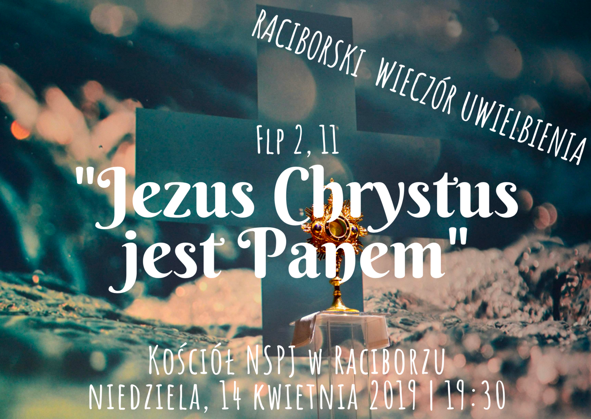 RACIBORSKI WIECZÓR UWIELBIENIA
FLP 2, 11
"Jezus Chrystus
jest Panem"
KOŚCIÓŁ NSPJ W RACIBORZU
NIEDZIELA, 14 KWIETNIA 2019 | 19:30